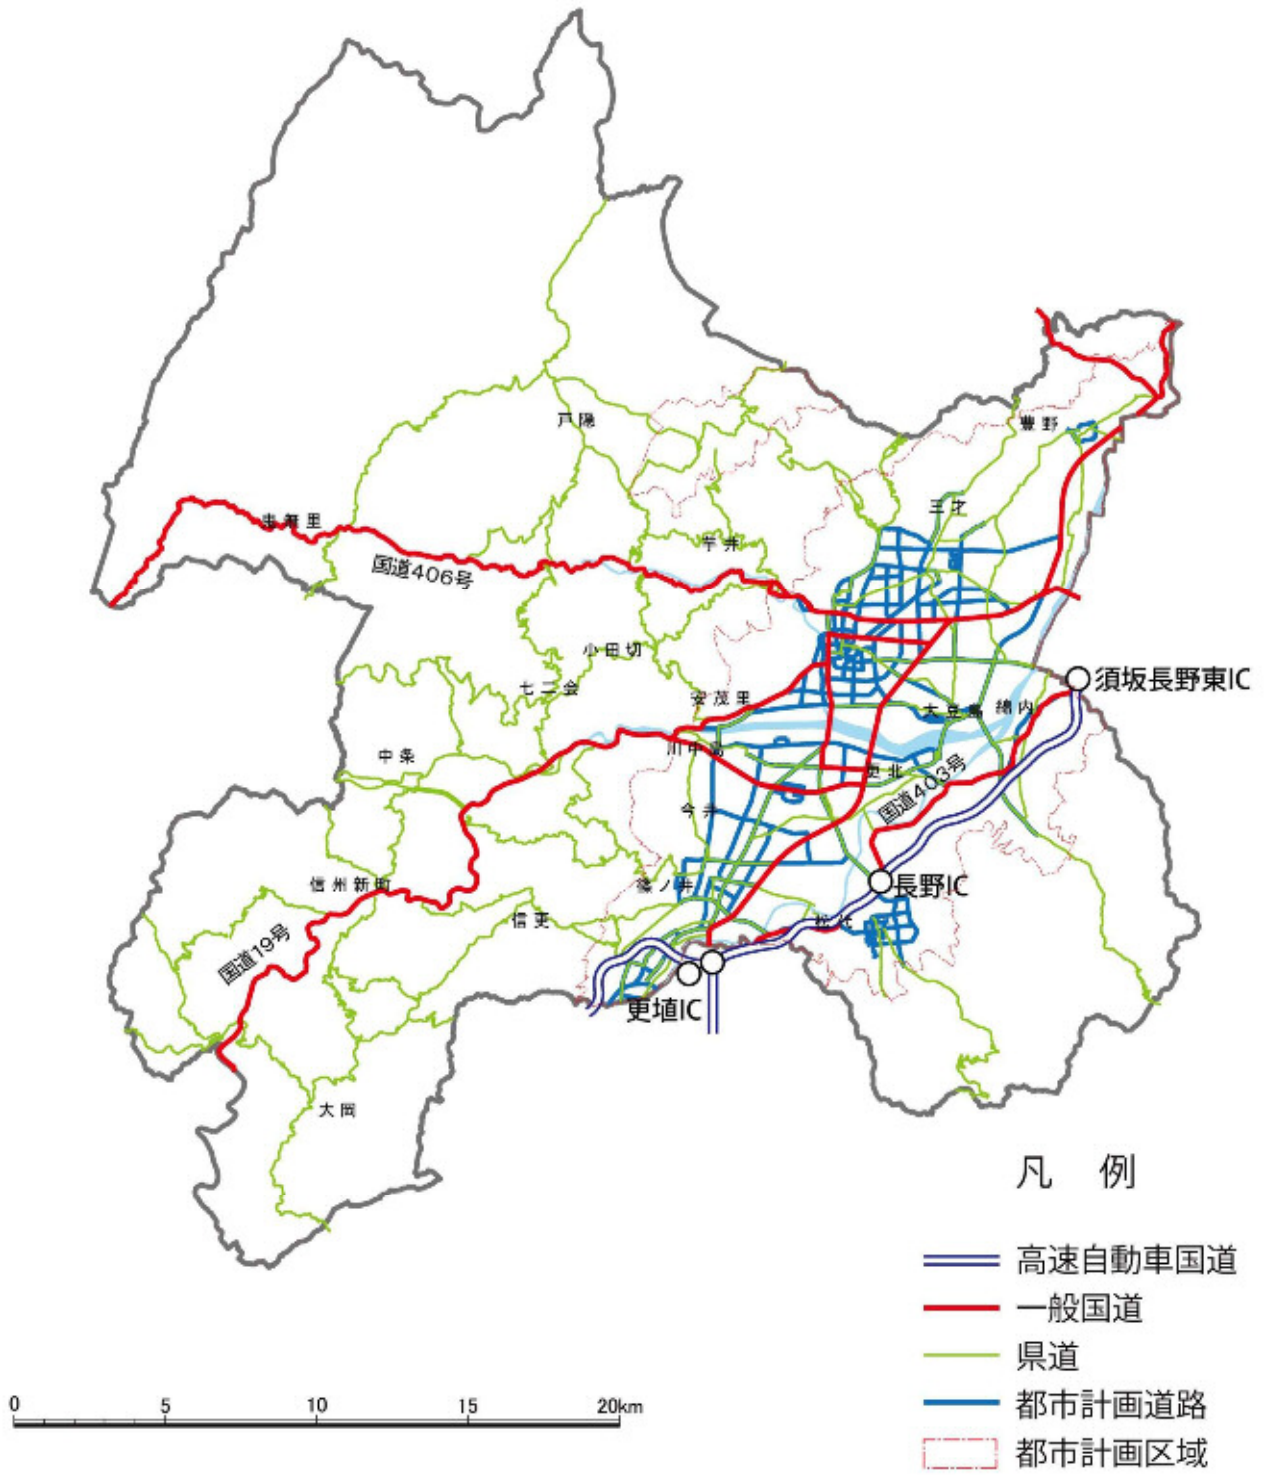 豊野
戸隠
三才
鬼無里
芋井
国道406号
小田切
七二会
須坂長野東IC
安茂里
大豆島
綿内
川中島
中条
更北
国道403号
今井
信州新町
篠ノ井
長野IC
信更
松代
国道19号
更埴IC
大岡
凡 例
高速自動車国道
一般国道
県道
都市計画道路
都市計画区域
0 5 10 15 20km